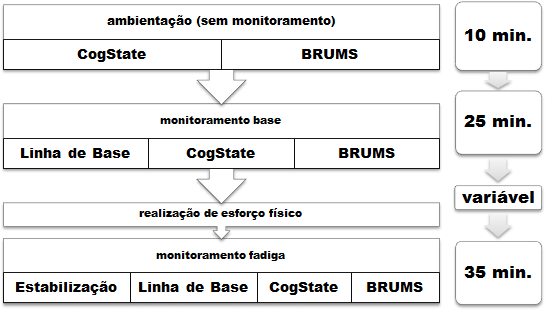 ambientação (sem monitoramento)
CogState BRUMS
10 min.
monitoramento base
Linha de Base CogState BRUMS
25 min.
realização de esforço físico
variável
monitoramento fadiga
Estabilização Linha de Base CogState BRUMS
35 min.